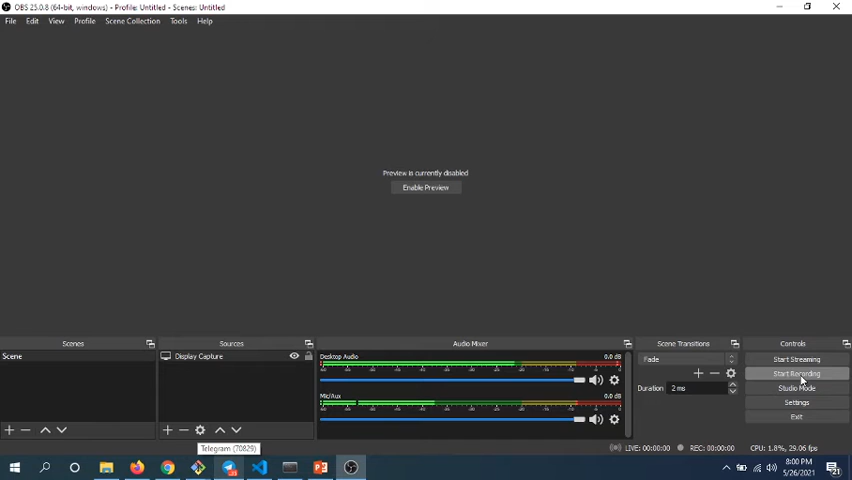 OBS 25.0.8 (64-bit, windows) - Profile: Untitled - Scenes: Untitled
File Edit View Profile Scene Collection Tools Help
Preview is currently disabled
Enable Preview
Scenes
Scene
Sources
Display Capture
Audio Mixer
Desktop Audio 0.0 dB
Mic/Aux 0.0 dB
Scene Transitions
Fade
Duration 2 ms
Controls
Start Streaming
Start Recording
Studio Mode
Settings
Exit
Telegram (70829)
LIVE: 00:00:00 REC: 00:00:00 CPU: 1.8%, 29.06 fps
8:00 PM
5/26/2021
21